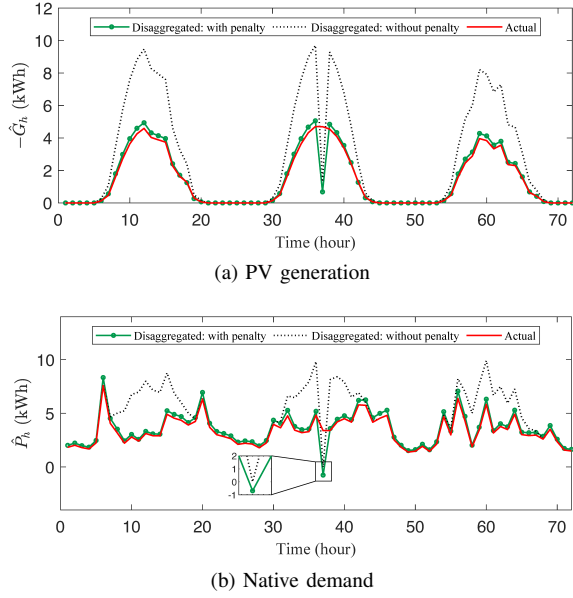 12
10
8
6
4
2
0
Disaggregated: with penalty
Disaggregated: without penalty
Actual
−Ĝₕ (kWh)
10 20 30 40 50 60 70
Time (hour)
(a) PV generation
10
5
0
Disaggregated: with penalty
Disaggregated: without penalty
Actual
P̂ₕ (kWh)
2
1
0
-1
0 10 20 30 40 50 60 70
Time (hour)
(b) Native demand